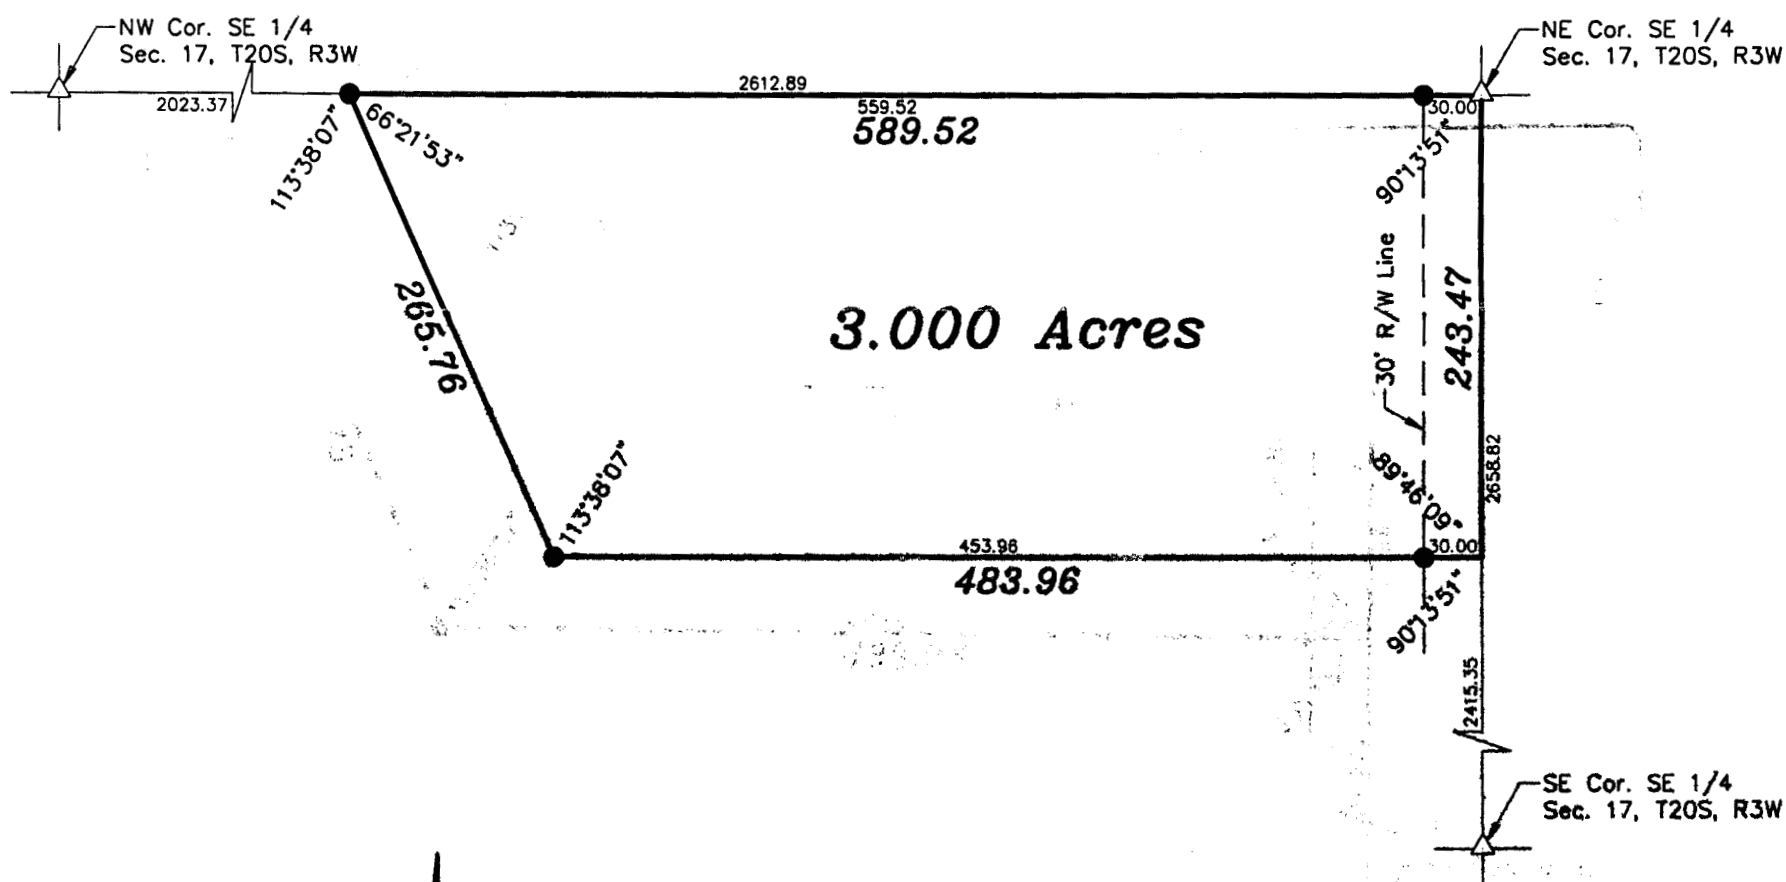 NW Cor. SE 1/4
Sec. 17, T20S, R3W
NE Cor. SE 1/4
Sec. 17, T20S, R3W
2023.37
2612.89
559.52
589.52
30.00
113°38'07"
66°21'53"
90°13'51"
265.76
3.000 Acres
30' R/W Line
243.47
2658.82
113°38'07"
89°46'09"
453.96
30.00
483.96
90°13'51"
2415.35
SE Cor. SE 1/4
Sec. 17, T20S, R3W